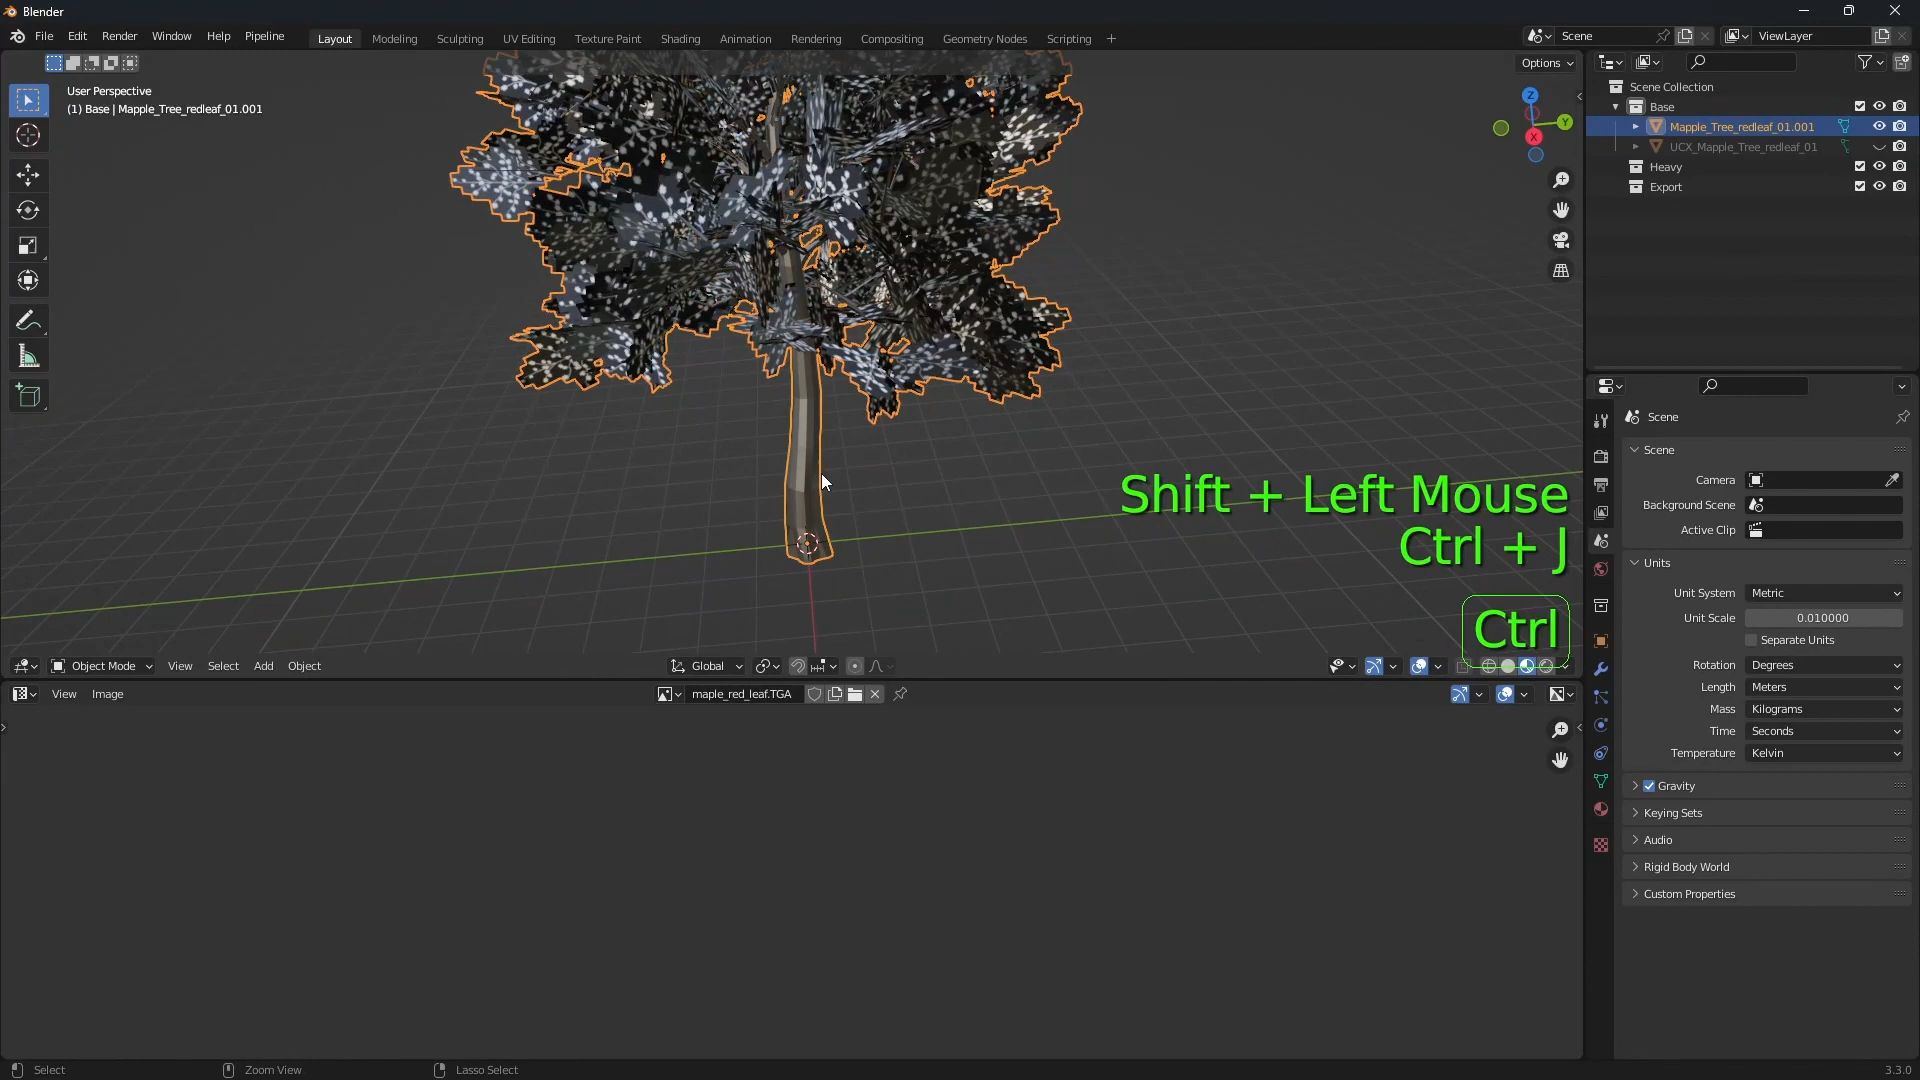 Blender
File Edit Render Window Help Pipeline
Layout Modeling Sculpting UV Editing Texture Paint Shading Animation Rendering Compositing Geometry Nodes Scripting +
Scene
ViewLayer
Options
User Perspective
(1) Base | Mapple_Tree_redleaf_01.001
Z
Y
X
Scene Collection
Base
Mapple_Tree_redleaf_01.001
UCX_Mapple_Tree_redleaf_01
Heavy
Export
Shift + Left Mouse
Ctrl + J
Ctrl
Object Mode View Select Add Object
Global
View Image
maple_red_leaf.TGA
Scene
Scene
Camera
Background Scene
Active Clip
Units
Unit System Metric
Unit Scale 0.010000
Separate Units
Rotation Degrees
Length Meters
Mass Kilograms
Time Seconds
Temperature Kelvin
Gravity
Keying Sets
Audio
Rigid Body World
Custom Properties
Select
Zoom View
Lasso Select
3.3.0